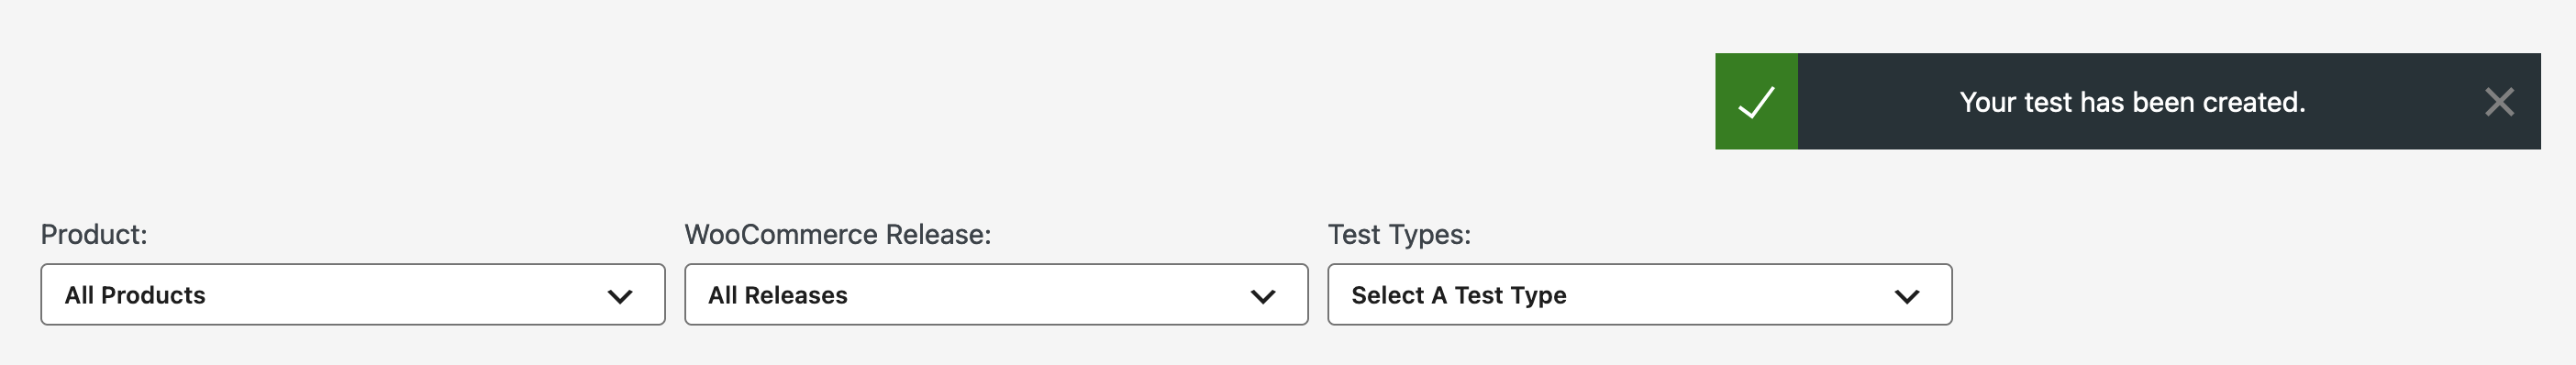 Your test has been created.
Product:
WooCommerce Release:
Test Types:
All Products
All Releases
Select A Test Type